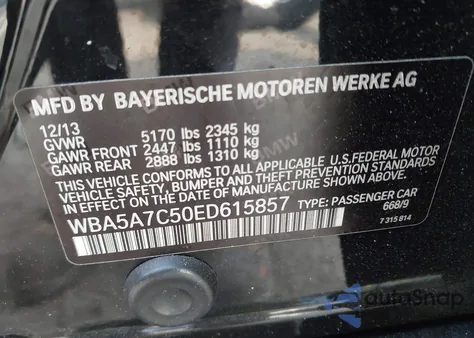 MFD BY BAYERISCHE MOTOREN WERKE AG
12/13
GVWR 5170 lbs 2345 kg
GAWR FRONT 2447 lbs 1110 kg
GAWR REAR 2888 lbs 1310 kg
THIS VEHICLE CONFORMS TO ALL APPLICABLE U.S. FEDERAL MOTOR
VEHICLE SAFETY, BUMPER AND THEFT PREVENTION STANDARDS IN
EFFECT ON THE DATE OF MANUFACTURE SHOWN ABOVE.
WBA5A7C50ED615857 TYPE: PASSENGER CAR
668/9
7 315 814
autoSnap